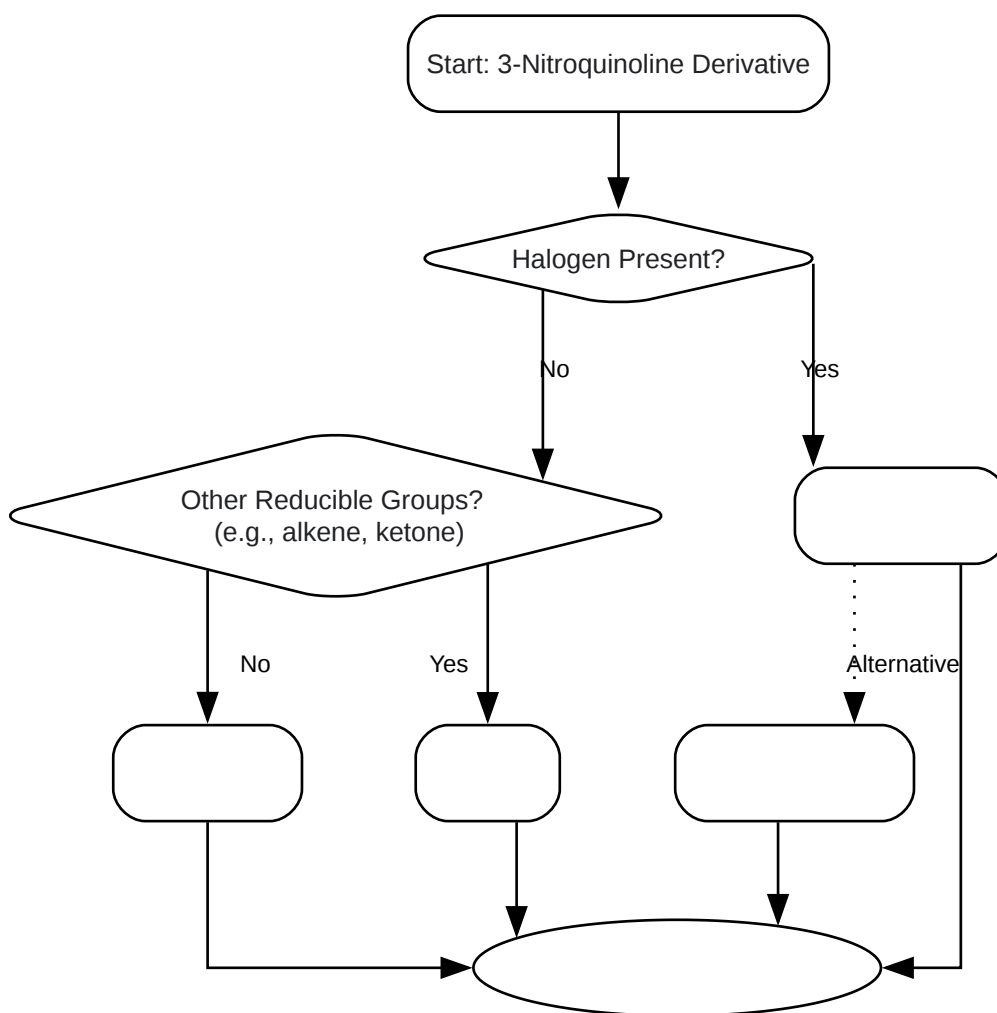 Start: 3-Nitroquinoline Derivative
Halogen Present?
No
Yes
Other Reducible Groups?
(e.g., alkene, ketone)
No
Yes
Alternative